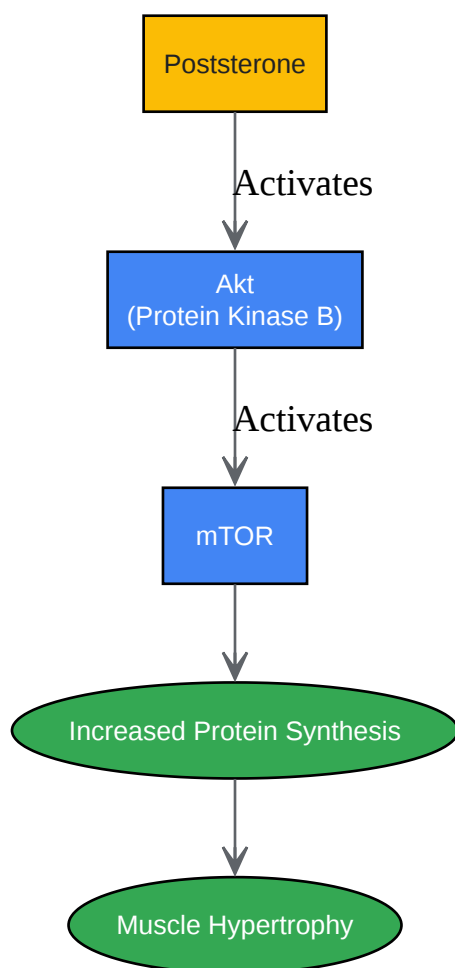 Poststerone
Activates
Akt
(Protein Kinase B)
Activates
mTOR
Increased Protein Synthesis
Muscle Hypertrophy